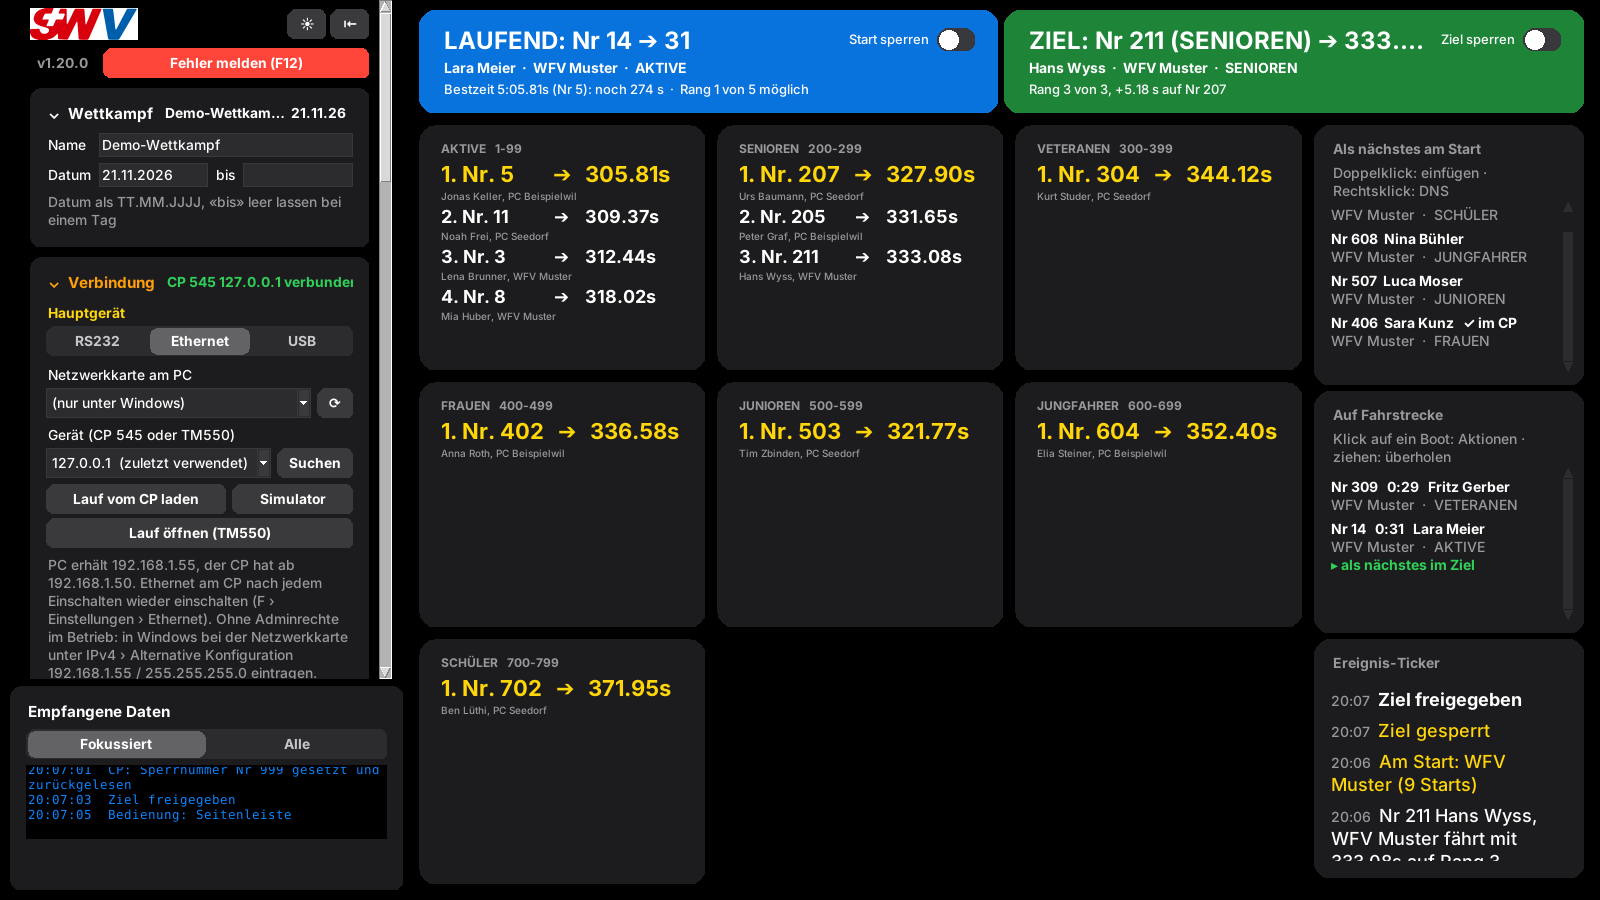 SWV
v1.20.0
Fehler melden (F12)
Wettkampf Demo-Wettkam... 21.11.26
Name Demo-Wettkampf
Datum 21.11.2026 bis
Datum als TT.MM.JJJJ, «bis» leer lassen bei
einem Tag
Verbindung CP 545 127.0.0.1
Hauptgerät
RS232 Ethernet USB
Netzwerkkarte am PC
(nur unter Windows)
Gerät (CP 545 oder TM550)
127.0.0.1 (zuletzt verwendet) Suchen
Lauf vom CP laden Simulator
Lauf öffnen (TM550)
PC erhält 192.168.1.55, der CP hat ab
192.168.1.50. Ethernet am CP nach jedem
Einschalten wieder einschalten (F ›
Einstellungen › Ethernet). Ohne Adminrechte
im Betrieb: in Windows bei der Netzwerkkarte
unter IPv4 › Alternative Konfiguration
192.168.1.55 / 255.255.255.0 eintragen.
Empfangene Daten
Fokussiert Alle
20:07:01 CP: Sperrnummer Nr 999 gesetzt und
zurückgelesen
20:07:03 Ziel freigegeben
20:07:05 Bedienung: Seitenleiste
LAUFEND: Nr 14 → 31 Start sperren
Lara Meier · WFV Muster · AKTIVE
Bestzeit 5:05.81s (Nr 5): noch 274 s · Rang 1 von 5 möglich
ZIEL: Nr 211 (SENIOREN) → 333.... Ziel sperren
Hans Wyss · WFV Muster · SENIOREN
Rang 3 von 3, +5.18 s auf Nr 207
AKTIVE 1-99
1. Nr. 5 → 305.81s
Jonas Keller, PC Beispielwil
2. Nr. 11 → 309.37s
Noah Frei, PC Seedorf
3. Nr. 3 → 312.44s
Lena Brunner, WFV Muster
4. Nr. 8 → 318.02s
Mia Huber, WFV Muster
SENIOREN 200-299
1. Nr. 207 → 327.90s
Urs Baumann, PC Seedorf
2. Nr. 205 → 331.65s
Peter Graf, PC Beispielwil
3. Nr. 211 → 333.08s
Hans Wyss, WFV Muster
VETERANEN 300-399
1. Nr. 304 → 344.12s
Kurt Studer, PC Seedorf
FRAUEN 400-499
1. Nr. 402 → 336.58s
Anna Roth, PC Beispielwil
JUNIOREN 500-599
1. Nr. 503 → 321.77s
Tim Zbinden, PC Seedorf
JUNGFAHRER 600-699
1. Nr. 604 → 352.40s
Elia Steiner, PC Beispielwil
SCHÜLER 700-799
1. Nr. 702 → 371.95s
Ben Lüthi, PC Seedorf
Als nächstes am Start
Doppelklick: einfügen ·
Rechtsklick: DNS
WFV Muster · SCHÜLER
Nr 608 Nina Bühler
WFV Muster · JUNGFAHRER
Nr 507 Luca Moser
WFV Muster · JUNIOREN
Nr 406 Sara Kunz ✓ im CP
WFV Muster · FRAUEN
Auf Fahrstrecke
Klick auf ein Boot: Aktionen ·
ziehen: überholen
Nr 309 0:29 Fritz Gerber
WFV Muster · VETERANEN
Nr 14 0:31 Lara Meier
WFV Muster · AKTIVE
▸ als nächstes im Ziel
Ereignis-Ticker
20:07 Ziel freigegeben
20:07 Ziel gesperrt
20:06 Am Start: WFV
Muster (9 Starts)
20:06 Nr 211 Hans Wyss,
WFV Muster fährt mit
333.08s auf Rang 3